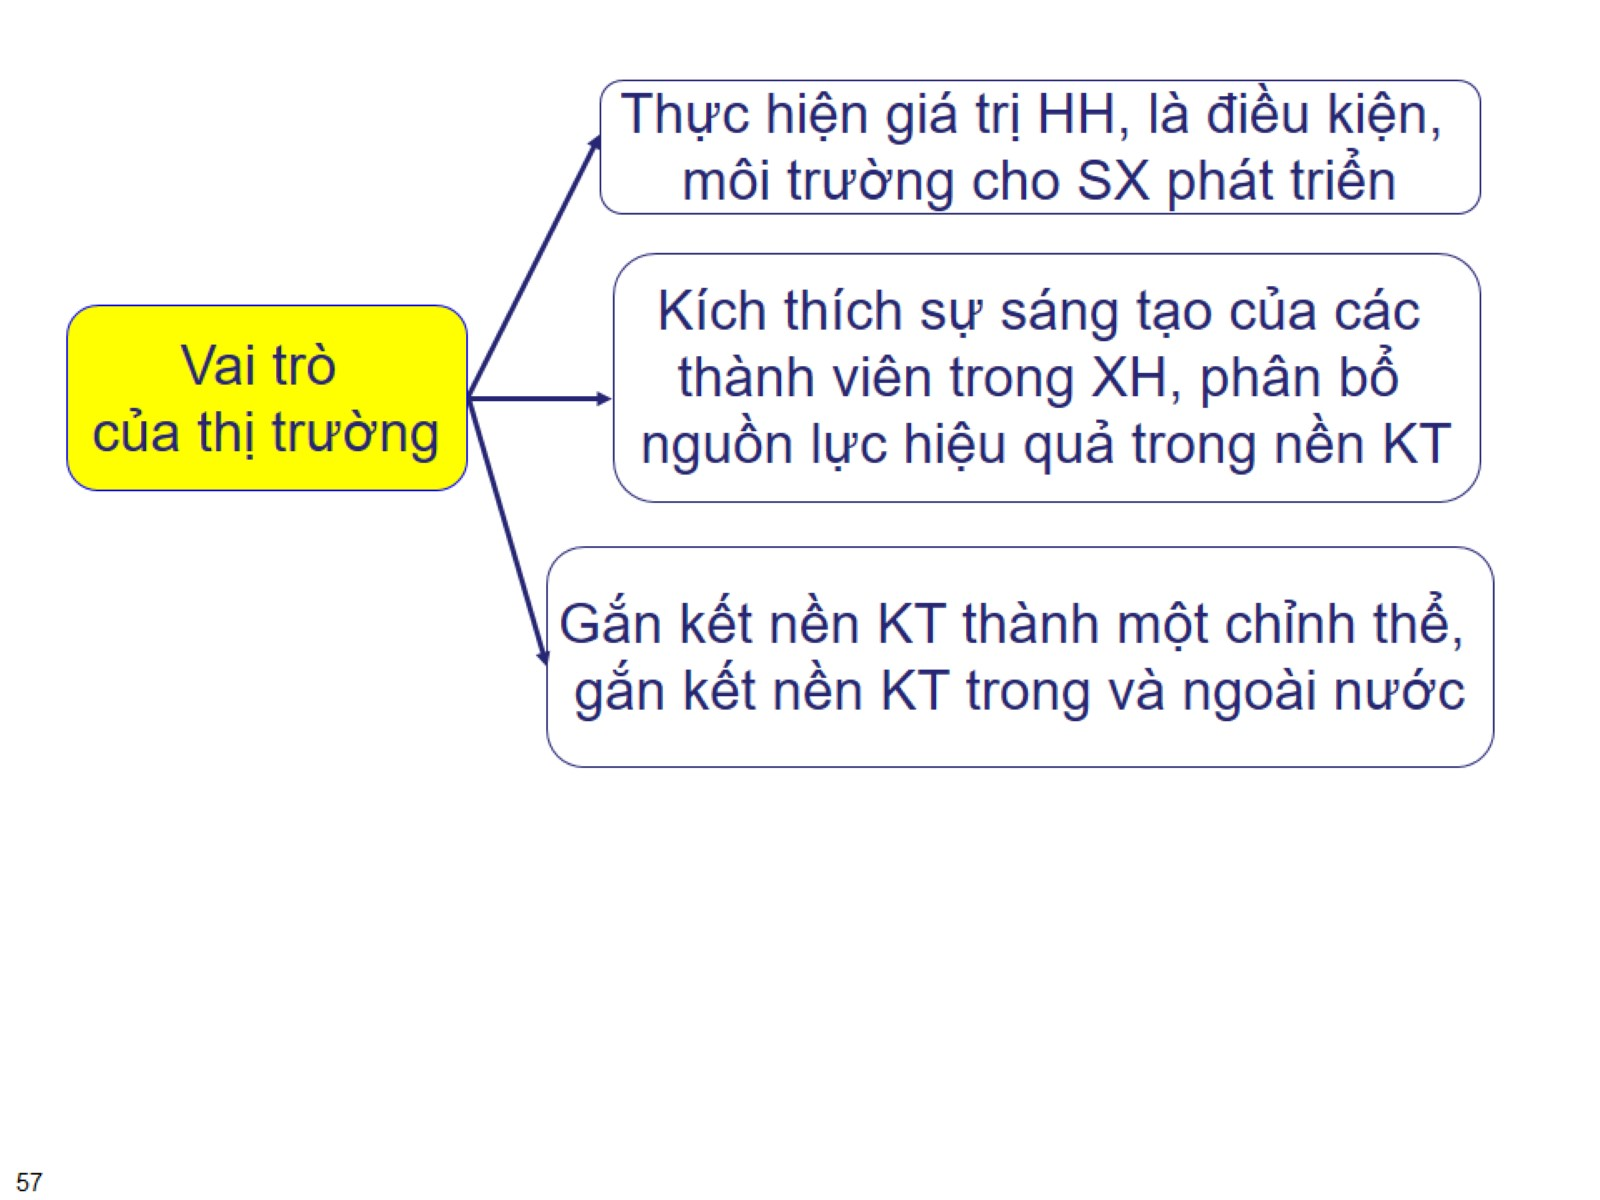 Thực hiện giá trị HH, là điều kiện,
môi trường cho SX phát triển
Kích thích sự sáng tạo của các
thành viên trong XH, phân bổ
nguồn lực hiệu quả trong nền KT
Vai trò
của thị trường
Gắn kết nền KT thành một chỉnh thể,
gắn kết nền KT trong và ngoài nước
57